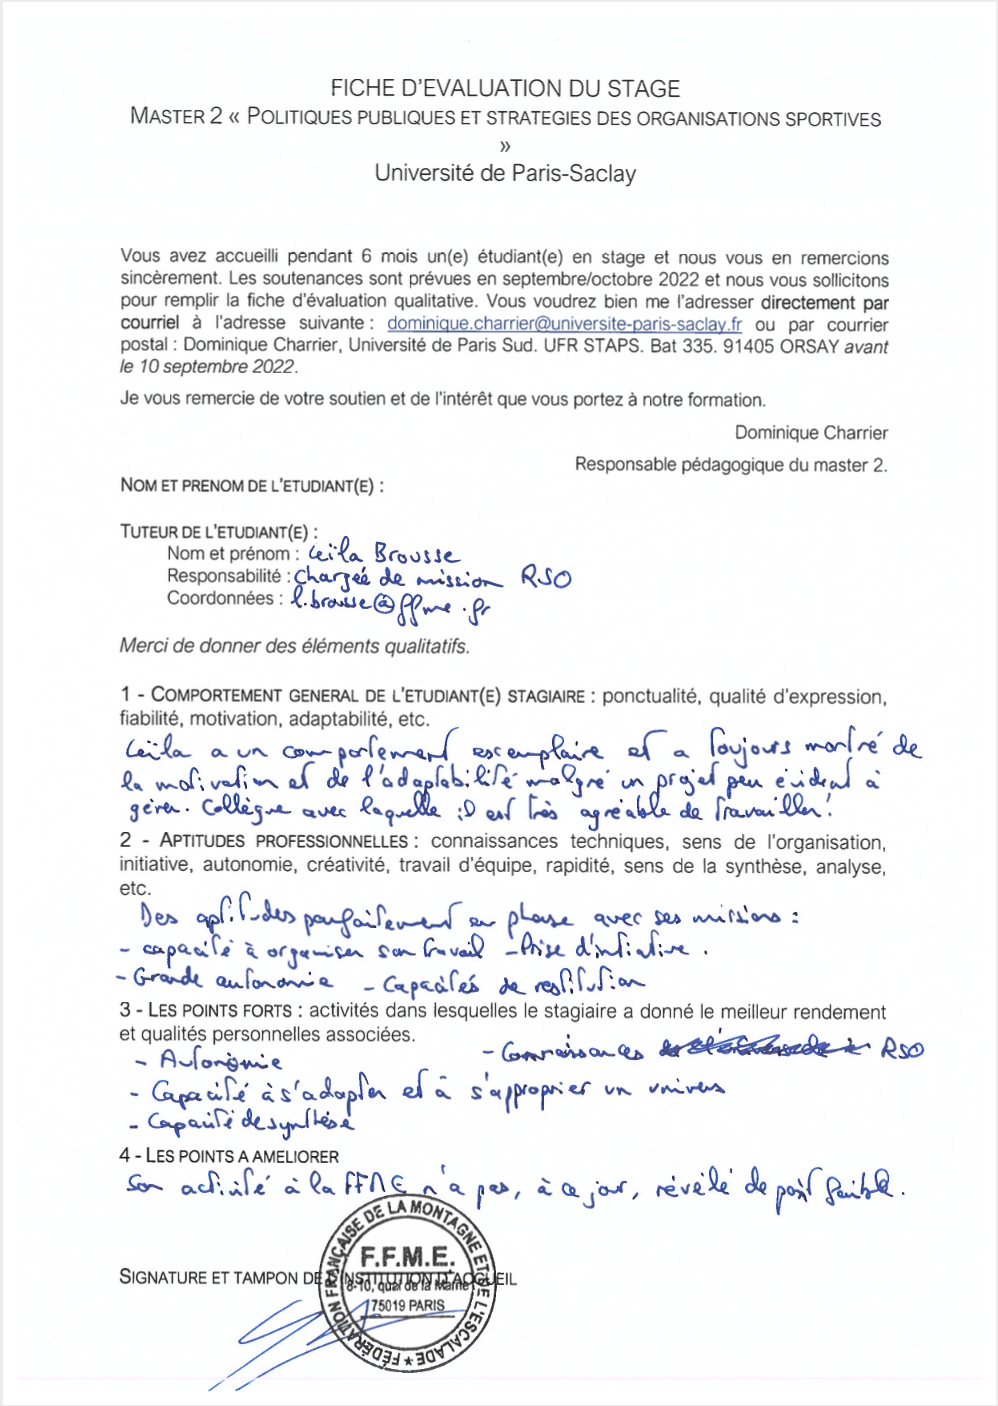 FICHE D'EVALUATION DU STAGE
MASTER 2 « POLITIQUES PUBLIQUES ET STRATEGIES DES ORGANISATIONS SPORTIVES
»
Université de Paris-Saclay
Vous avez accueilli pendant 6 mois un(e) étudiant(e) en stage et nous vous en remercions
sincèrement. Les soutenances sont prévues en septembre/octobre 2022 et nous vous sollicitons
pour remplir la fiche d'évaluation qualitative. Vous voudrez bien me l'adresser directement par
courriel à l'adresse suivante : dominique.charrier@universite-paris-saclay.fr ou par courrier
postal : Dominique Charrier, Université de Paris Sud. UFR STAPS. Bat 335. 91405 ORSAY avant
le 10 septembre 2022.
Je vous remercie de votre soutien et de l'intérêt que vous portez à notre formation.
Dominique Charrier
Responsable pédagogique du master 2.
NOM ET PRENOM DE L'ETUDIANT(E) :
TUTEUR DE L'ETUDIANT(E) :
Nom et prénom : Leïla Brousse
Responsabilité : Chargée de mission RSO
Coordonnées : l.brousse@ffme.fr
Merci de donner des éléments qualitatifs.
1 - COMPORTEMENT GENERAL DE L'ETUDIANT(E) STAGIAIRE : ponctualité, qualité d'expression,
fiabilité, motivation, adaptabilité, etc.
Leïla a un comportement exemplaire et a toujours montré de
la motivation et de l'adaptabilité malgré un projet peu évident à
gérer. Collègue avec laquelle il est très agréable de travailler!
2 - APTITUDES PROFESSIONNELLES : connaissances techniques, sens de l'organisation,
initiative, autonomie, créativité, travail d'équipe, rapidité, sens de la synthèse, analyse,
etc.
Des aptitudes parfaitement en phase avec ses missions :
- capacité à organiser son travail - Prise d'initiative.
- Grande autonomie - Capacités de restitution
3 - LES POINTS FORTS : activités dans lesquelles le stagiaire a donné le meilleur rendement
et qualités personnelles associées.
- Autonomie - Connaissances RSO
- Capacité à s'adapter et à s'approprier un univers
- Capacité de synthèse
4 - LES POINTS A AMELIORER
Son activité à la FFME n'a pas, à ce jour, révélé de point faible.
SIGNATURE ET TAMPON DE L'INSTITUTION D'ACCUEIL
FÉDÉRATION FRANÇAISE DE LA MONTAGNE ET DE L'ESCALADE
F.F.M.E.
8-10, quai de la Marne
75019 PARIS